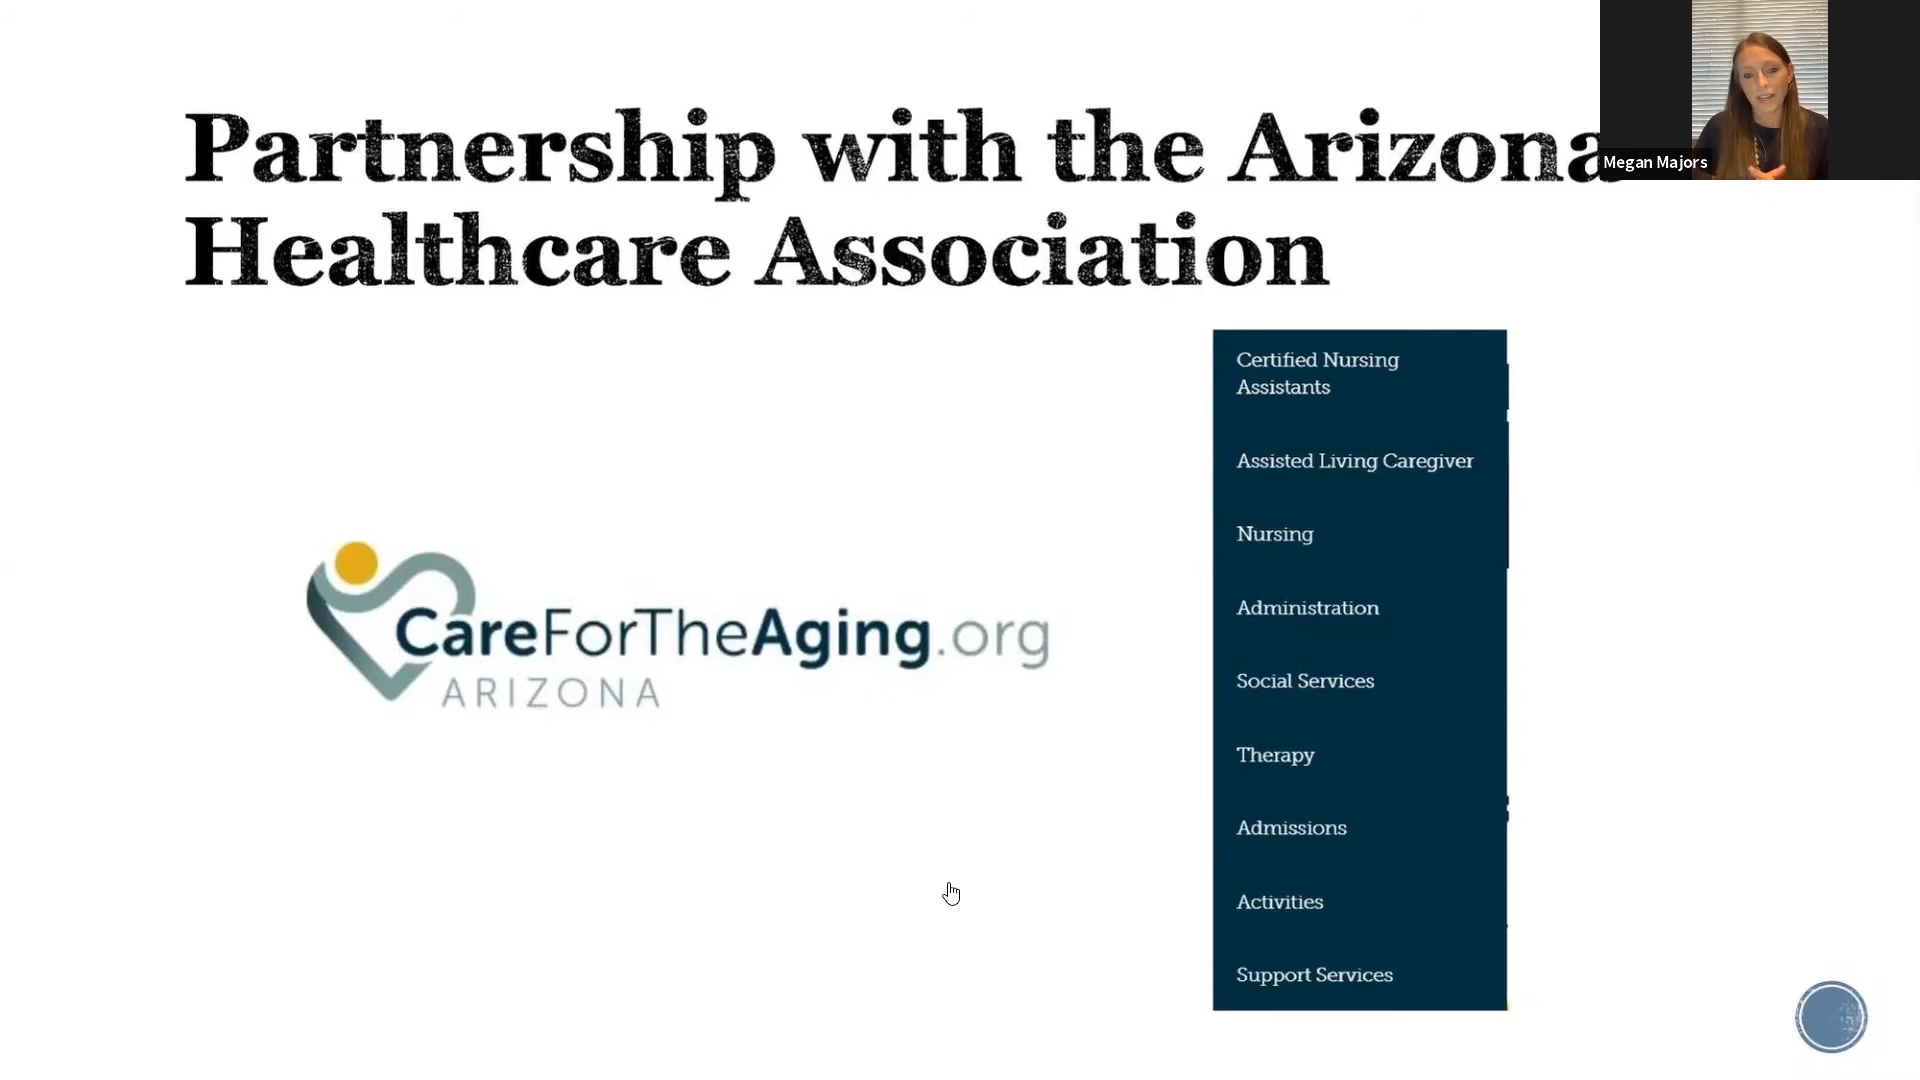 Partnership with the Arizona
Healthcare Association
Megan Majors
Certified Nursing
Assistants
Assisted Living Caregiver
Nursing
Administration
Social Services
Therapy
Admissions
Activities
Support Services
CareForTheAging.org
ARIZONA